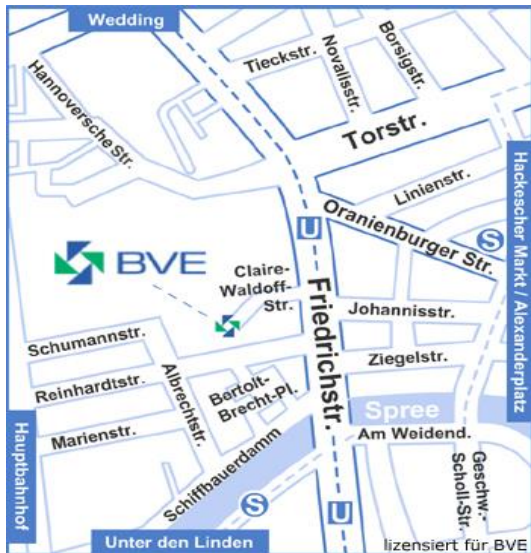 Wedding
Tieckstr.
Novalisstr.
Borsigstr.
Hannoversche Str.
Torstr.
Linienstr.
Oranienburger Str.
Hackescher Markt / Alexanderplatz
U
S
BVE
Claire-
Waldoff-
Str.
Friedrichstr.
Johannisstr.
Schumannstr.
Ziegelstr.
Reinhardtstr.
Albrechtstr.
Bertolt-
Brecht-Pl.
Spree
Marienstr.
Am Weidend.
Hauptbahnhof
Schiffbauerdamm
Geschw.-
Scholl-Str.
S
U
Unter den Linden
lizensiert für BVE